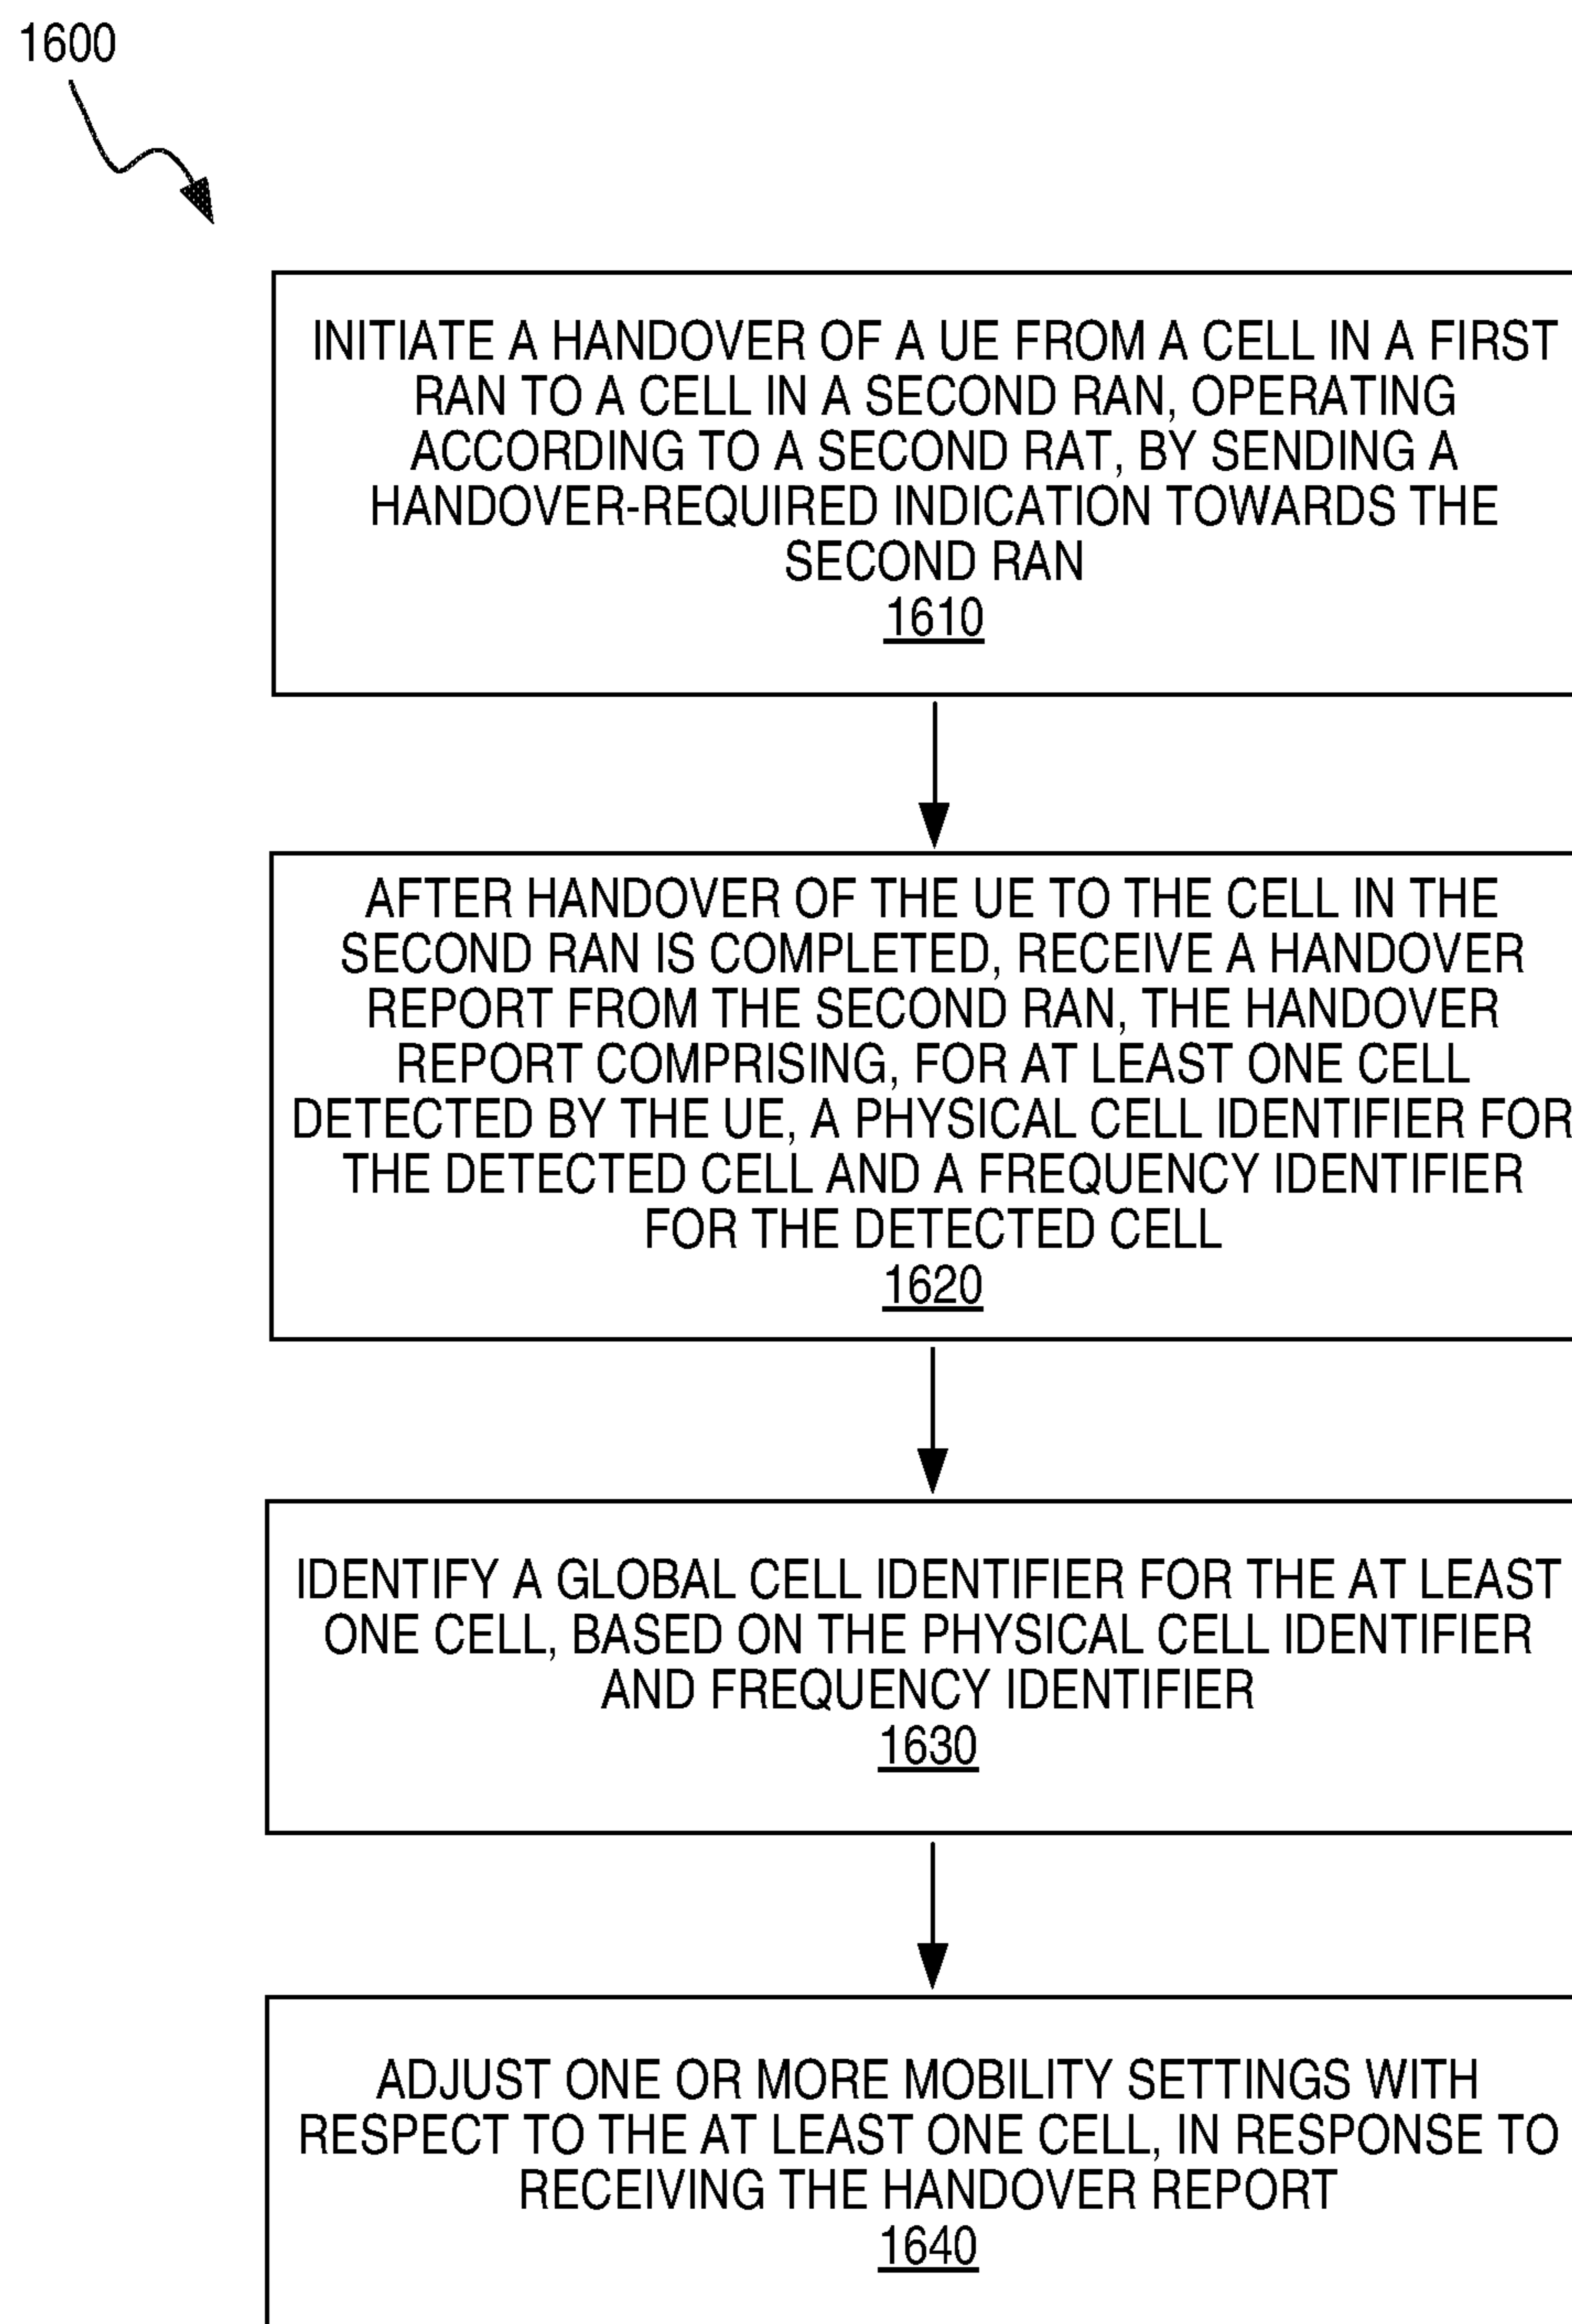 1600
INITIATE A HANDOVER OF A UE FROM A CELL IN A FIRST
RAN TO A CELL IN A SECOND RAN, OPERATING
ACCORDING TO A SECOND RAT, BY SENDING A
HANDOVER-REQUIRED INDICATION TOWARDS THE
SECOND RAN
1610
AFTER HANDOVER OF THE UE TO THE CELL IN THE
SECOND RAN IS COMPLETED, RECEIVE A HANDOVER
REPORT FROM THE SECOND RAN, THE HANDOVER
REPORT COMPRISING, FOR AT LEAST ONE CELL
DETECTED BY THE UE, A PHYSICAL CELL IDENTIFIER FOR
THE DETECTED CELL AND A FREQUENCY IDENTIFIER
FOR THE DETECTED CELL
1620
IDENTIFY A GLOBAL CELL IDENTIFIER FOR THE AT LEAST
ONE CELL, BASED ON THE PHYSICAL CELL IDENTIFIER
AND FREQUENCY IDENTIFIER
1630
ADJUST ONE OR MORE MOBILITY SETTINGS WITH
RESPECT TO THE AT LEAST ONE CELL, IN RESPONSE TO
RECEIVING THE HANDOVER REPORT
1640